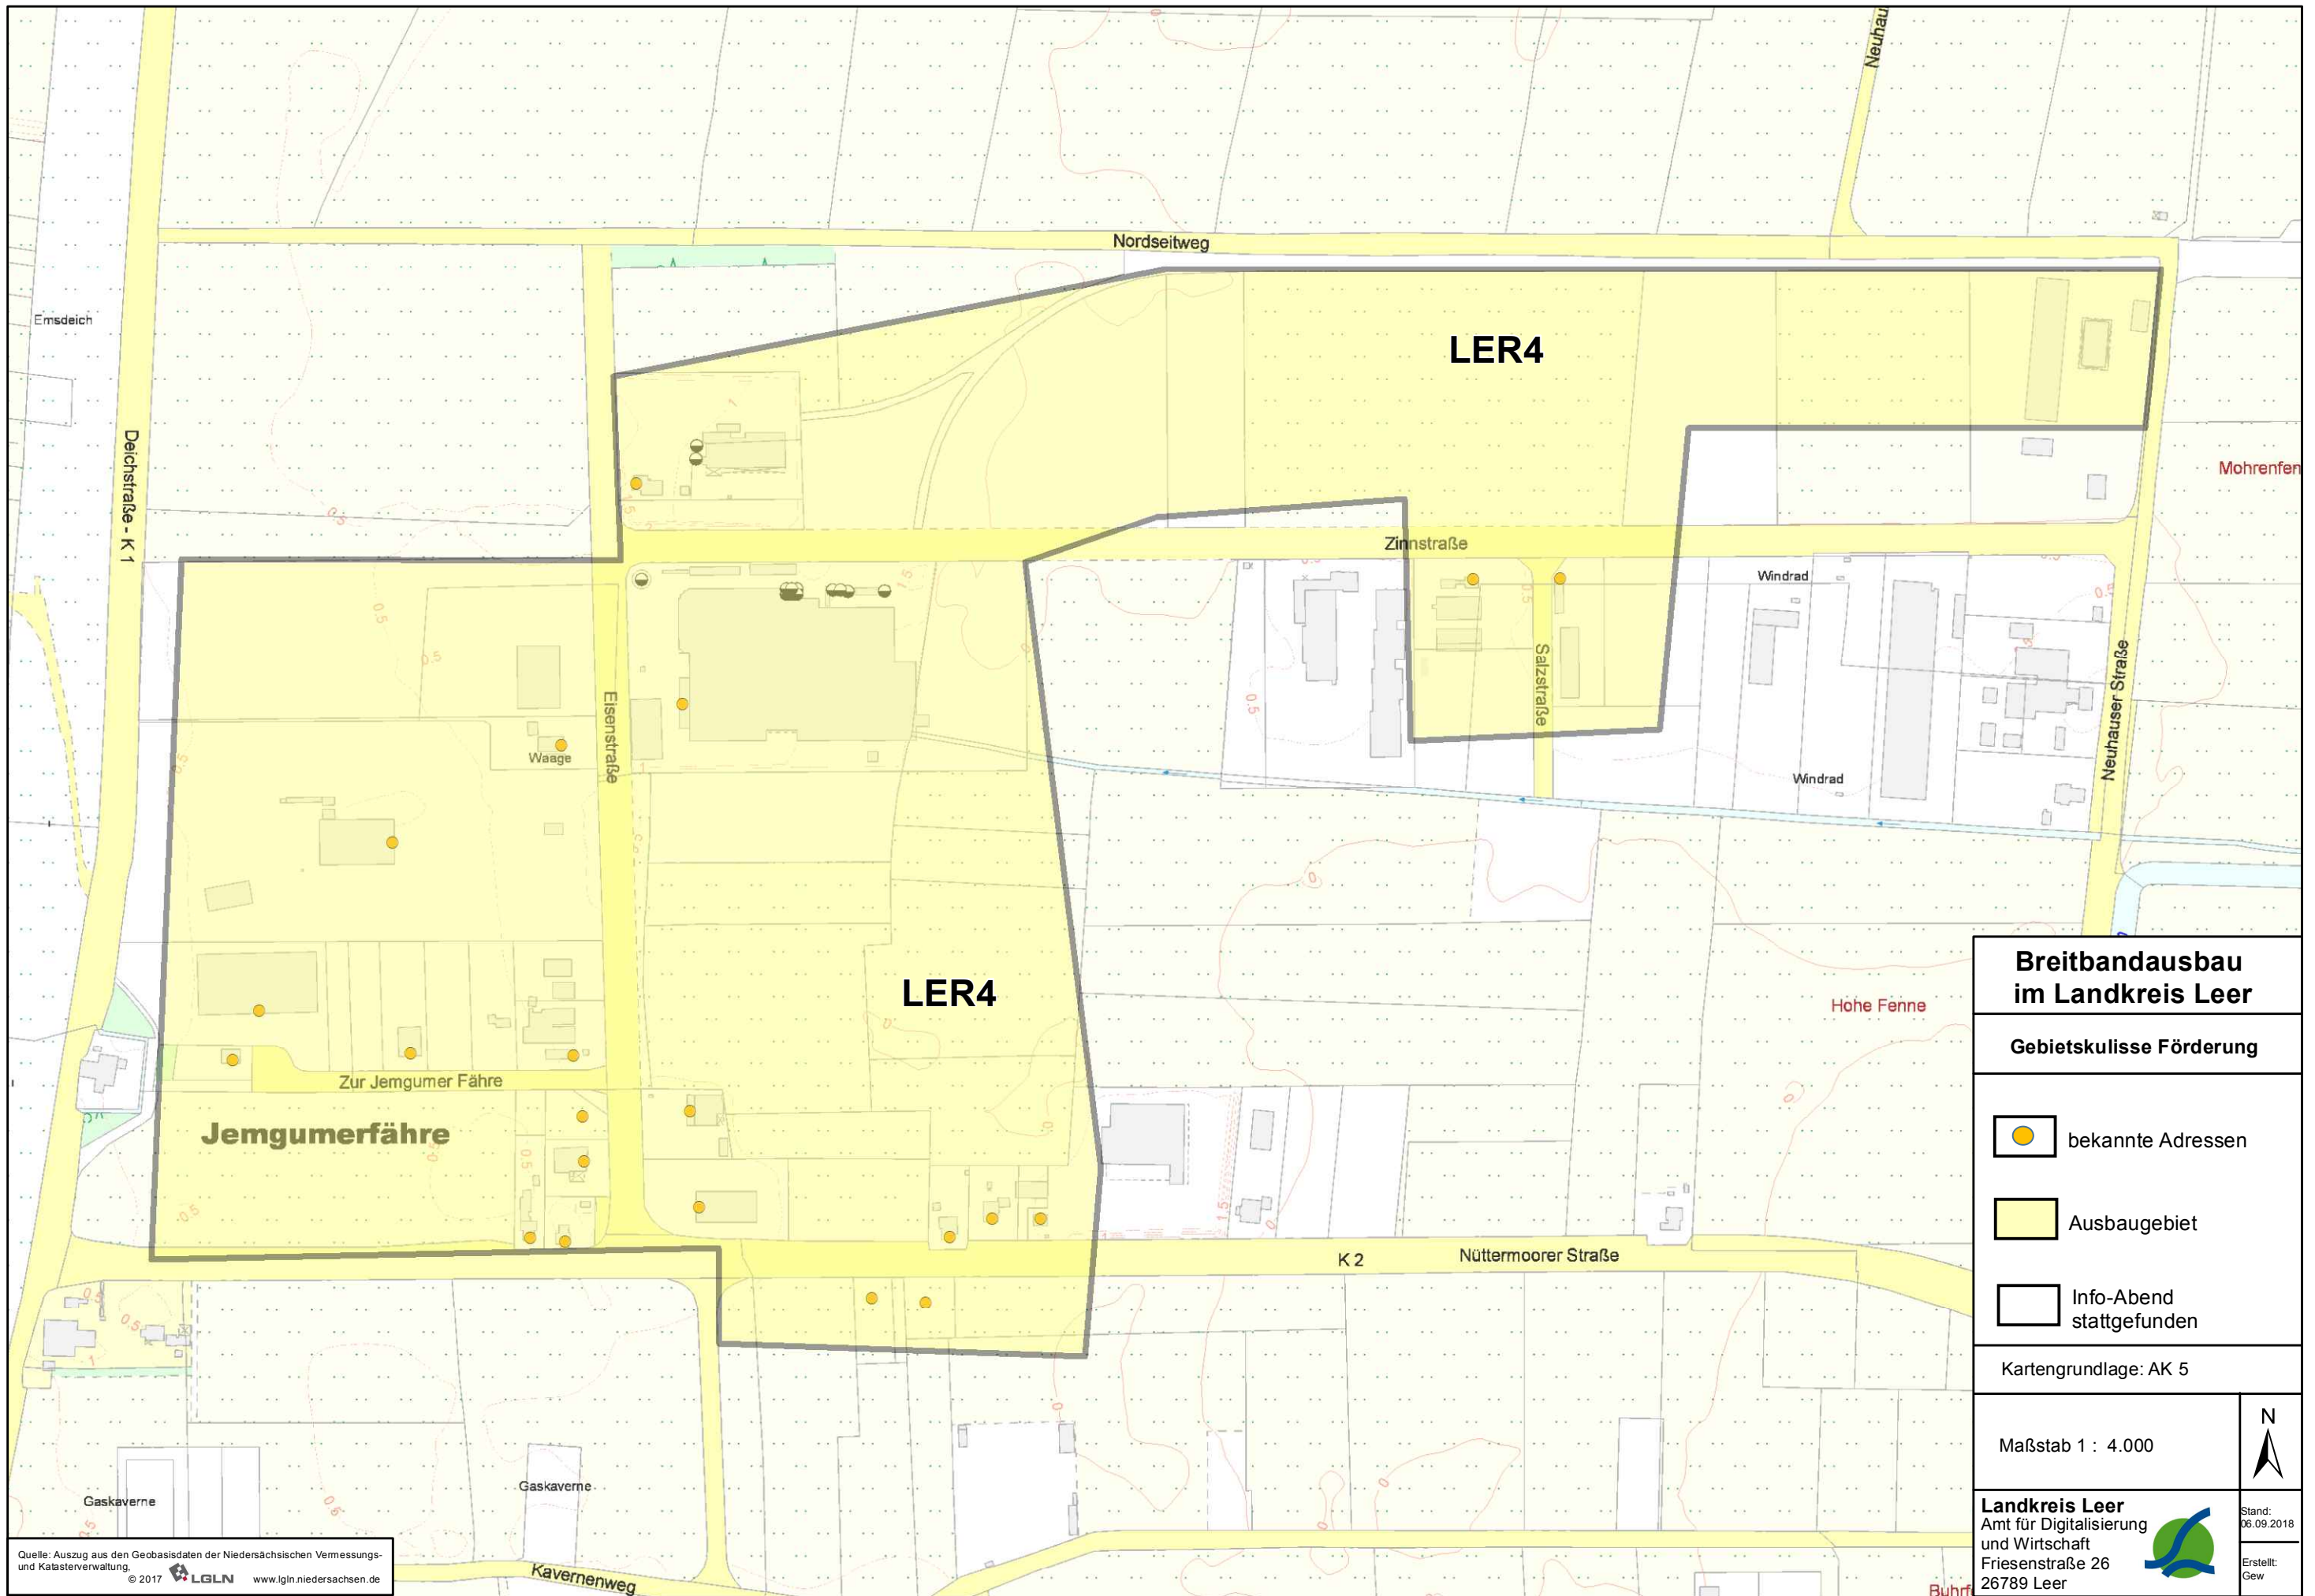 Neuhau
Nordseitweg
Emsdeich
LER4
Deichstraße - K 1
Mohrenfen
Zinnstraße
Windrad
Salzstraße
Eisenstraße
Waage
Neuhauser Straße
Windrad
LER4
Hohe Fenne
Zur Jemgumer Fähre
Jemgumerfähre
K 2
Nüttermoorer Straße
Gaskaverne
Gaskaverne
Kavernenweg
Breitbandausbau
im Landkreis Leer
Gebietskulisse Förderung
bekannte Adressen
Ausbaugebiet
Info-Abend
stattgefunden
Kartengrundlage: AK 5
Maßstab 1 : 4.000
N
Landkreis Leer
Amt für Digitalisierung
und Wirtschaft
Friesenstraße 26
26789 Leer
Stand:
06.09.2018
Erstellt:
Gew
Quelle: Auszug aus den Geobasisdaten der Niedersächsischen Vermessungs-
und Katasterverwaltung,
© 2017 LGLN www.lgln.niedersachsen.de